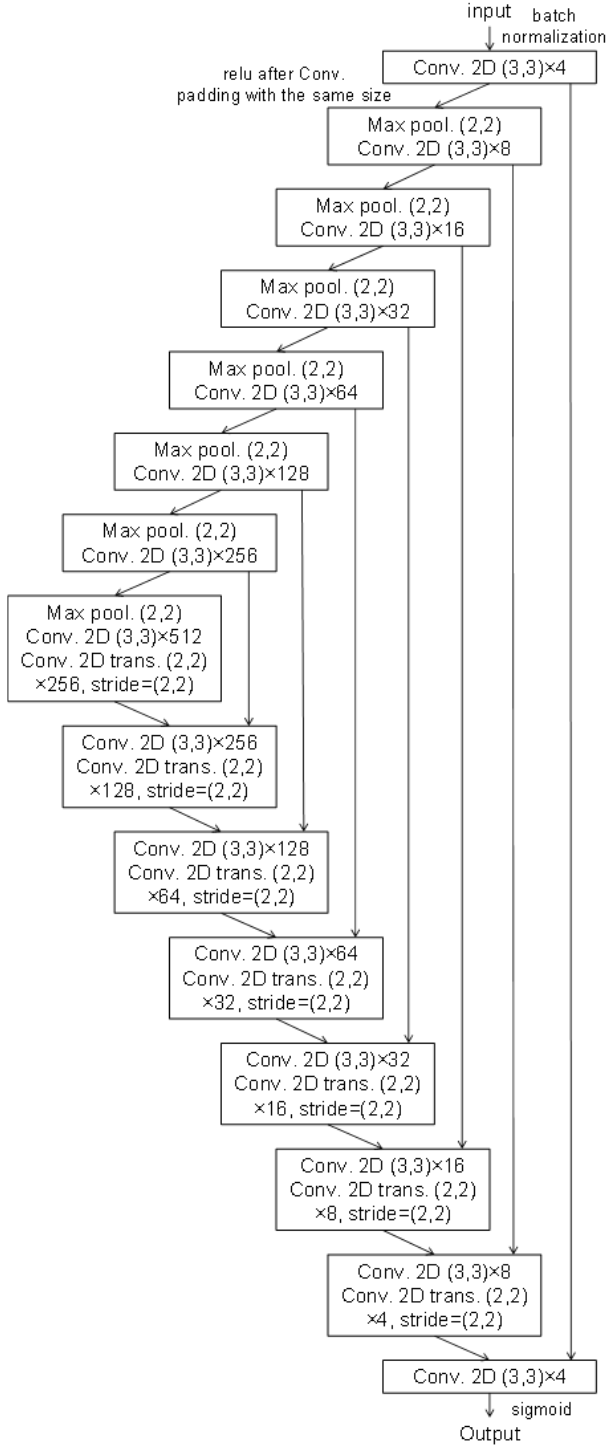 input
batch
normalization
Conv. 2D (3,3)×4
relu after Conv.
padding with the same size
Max pool. (2,2)
Conv. 2D (3,3)×8
Max pool. (2,2)
Conv. 2D (3,3)×16
Max pool. (2,2)
Conv. 2D (3,3)×32
Max pool. (2,2)
Conv. 2D (3,3)×64
Max pool. (2,2)
Conv. 2D (3,3)×128
Max pool. (2,2)
Conv. 2D (3,3)×256
Max pool. (2,2)
Conv. 2D (3,3)×512
Conv. 2D trans. (2,2)
×256, stride=(2,2)
Conv. 2D (3,3)×256
Conv. 2D trans. (2,2)
×128, stride=(2,2)
Conv. 2D (3,3)×128
Conv. 2D trans. (2,2)
×64, stride=(2,2)
Conv. 2D (3,3)×64
Conv. 2D trans. (2,2)
×32, stride=(2,2)
Conv. 2D (3,3)×32
Conv. 2D trans. (2,2)
×16, stride=(2,2)
Conv. 2D (3,3)×16
Conv. 2D trans. (2,2)
×8, stride=(2,2)
Conv. 2D (3,3)×8
Conv. 2D trans. (2,2)
×4, stride=(2,2)
Conv. 2D (3,3)×4
sigmoid
Output